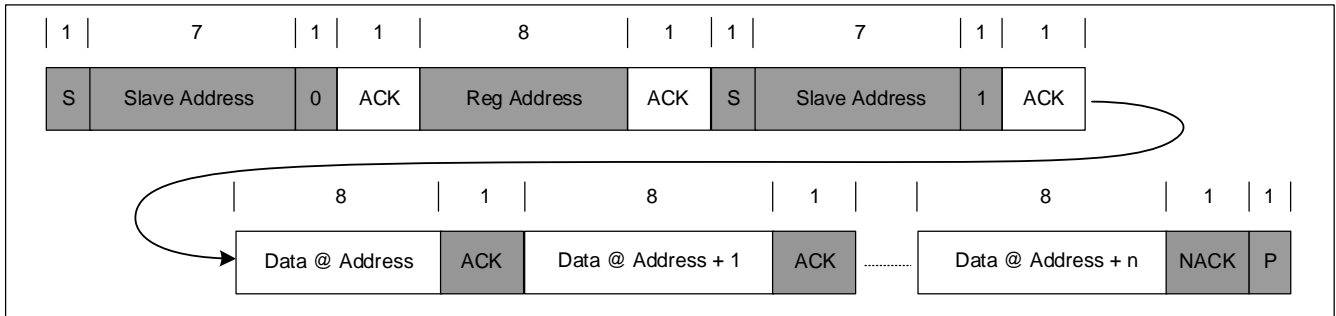 1 7 1 1 8 1 1 7 1 1
S Slave Address 0 ACK Reg Address ACK S Slave Address 1 ACK
8 1 8 1 8 1 1
Data @ Address ACK Data @ Address + 1 ACK Data @ Address + n NACK P